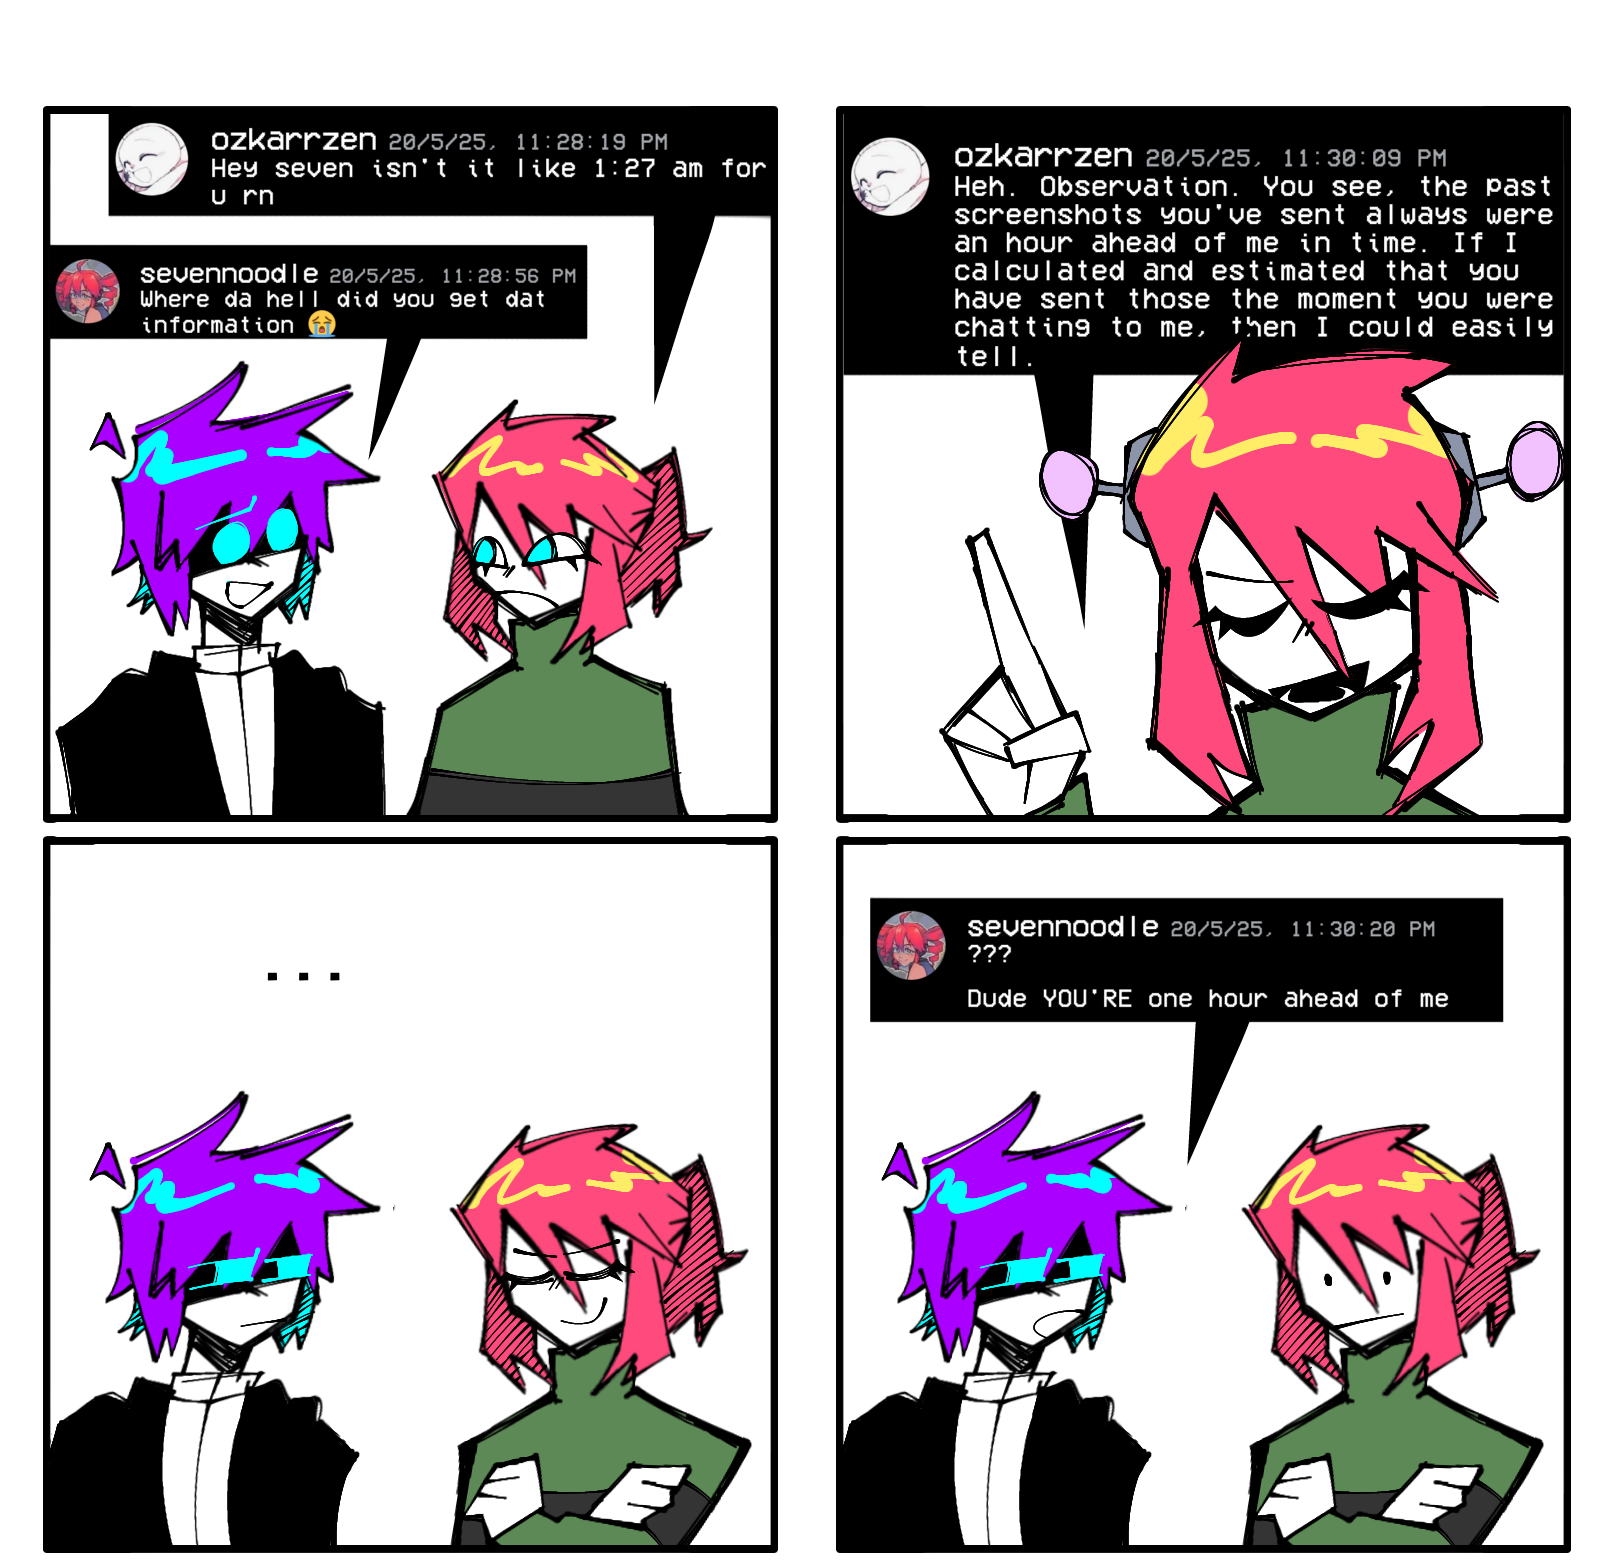 ozkarrzen 20/5/25, 11:28:19 PM
Hey seven isn't it like 1:27 am for
u rn
sevennoodle 20/5/25, 11:28:56 PM
Where da hell did you get dat
information 😭
ozkarrzen 20/5/25, 11:30:09 PM
Heh. Observation. You see, the past
screenshots you've sent always were
an hour ahead of me in time. If I
calculated and estimated that you
have sent those the moment you were
chatting to me, then I could easily
tell.
...
sevennoodle 20/5/25, 11:30:20 PM
???
Dude YOU'RE one hour ahead of me